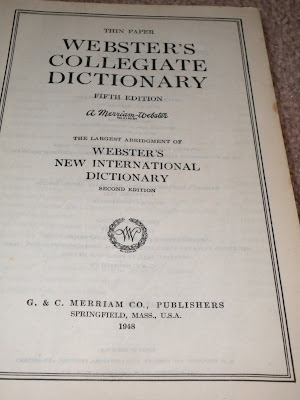 THIN PAPER
WEBSTER'S
COLLEGIATE
DICTIONARY
FIFTH EDITION
A Merriam-Webster
THE LARGEST ABRIDGMENT OF
WEBSTER'S
NEW INTERNATIONAL
DICTIONARY
SECOND EDITION
W
G. & C. MERRIAM CO., PUBLISHERS
SPRINGFIELD, MASS., U.S.A.
1948